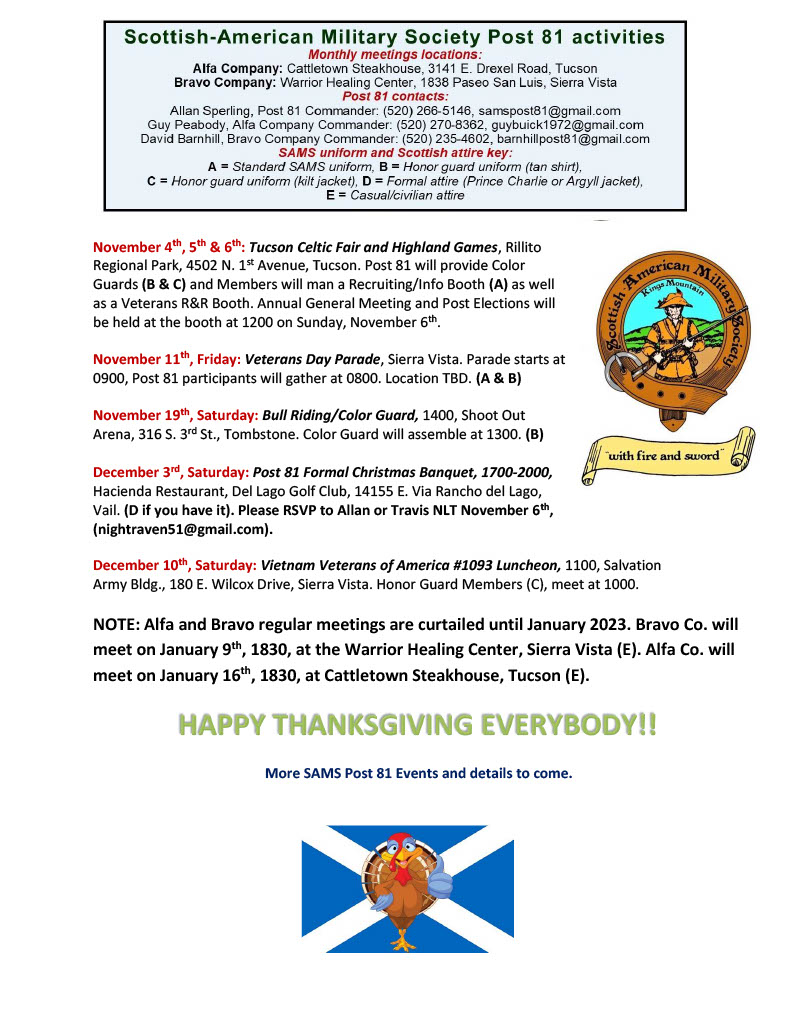 Scottish-American Military Society Post 81 activities
Monthly meetings locations:
Alfa Company: Cattletown Steakhouse, 3141 E. Drexel Road, Tucson
Bravo Company: Warrior Healing Center, 1838 Paseo San Luis, Sierra Vista
Post 81 contacts:
Allan Sperling, Post 81 Commander: (520) 266-5146, samspost81@gmail.com
Guy Peabody, Alfa Company Commander: (520) 270-8362, guybuick1972@gmail.com
David Barnhill, Bravo Company Commander: (520) 235-4602, barnhillpost81@gmail.com
SAMS uniform and Scottish attire key:
A = Standard SAMS uniform, B = Honor guard uniform (tan shirt),
C = Honor guard uniform (kilt jacket), D = Formal attire (Prince Charlie or Argyll jacket),
E = Casual/civilian attire
November 4th, 5th & 6th: Tucson Celtic Fair and Highland Games, Rillito
Regional Park, 4502 N. 1st Avenue, Tucson. Post 81 will provide Color
Guards (B & C) and Members will man a Recruiting/Info Booth (A) as well
as a Veterans R&R Booth. Annual General Meeting and Post Elections will
be held at the booth at 1200 on Sunday, November 6th.
November 11th, Friday: Veterans Day Parade, Sierra Vista. Parade starts at
0900, Post 81 participants will gather at 0800. Location TBD. (A & B)
November 19th, Saturday: Bull Riding/Color Guard, 1400, Shoot Out
Arena, 316 S. 3rd St., Tombstone. Color Guard will assemble at 1300. (B)
December 3rd, Saturday: Post 81 Formal Christmas Banquet, 1700-2000,
Hacienda Restaurant, Del Lago Golf Club, 14155 E. Via Rancho del Lago,
Vail. (D if you have it). Please RSVP to Allan or Travis NLT November 6th,
(nightraven51@gmail.com).
Scottish American Military Society
Kings Mountain
"with fire and sword"
December 10th, Saturday: Vietnam Veterans of America #1093 Luncheon, 1100, Salvation
Army Bldg., 180 E. Wilcox Drive, Sierra Vista. Honor Guard Members (C), meet at 1000.
NOTE: Alfa and Bravo regular meetings are curtailed until January 2023. Bravo Co. will
meet on January 9th, 1830, at the Warrior Healing Center, Sierra Vista (E). Alfa Co. will
meet on January 16th, 1830, at Cattletown Steakhouse, Tucson (E).
HAPPY THANKSGIVING EVERYBODY!!
More SAMS Post 81 Events and details to come.